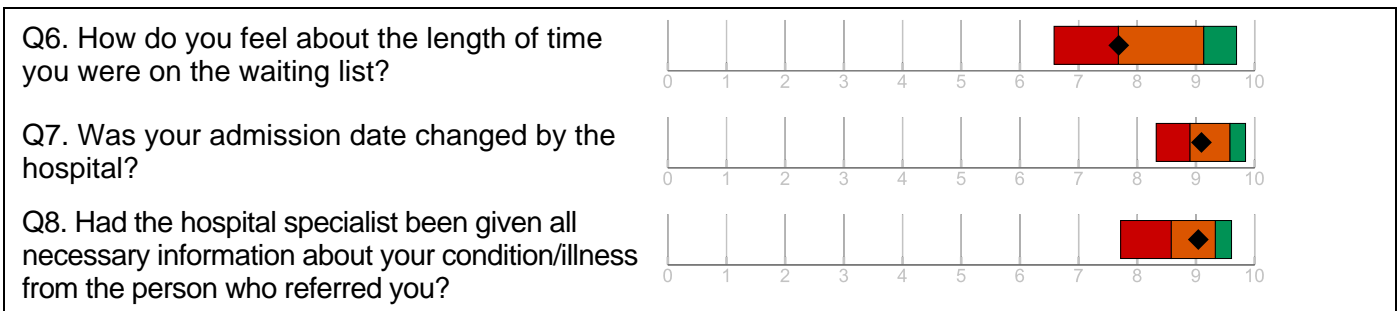 Q6. How do you feel about the length of time
you were on the waiting list?
0 1 2 3 4 5 6 7 8 9 10
Q7. Was your admission date changed by the
hospital?
0 1 2 3 4 5 6 7 8 9 10
Q8. Had the hospital specialist been given all
necessary information about your condition/illness
from the person who referred you?
0 1 2 3 4 5 6 7 8 9 10